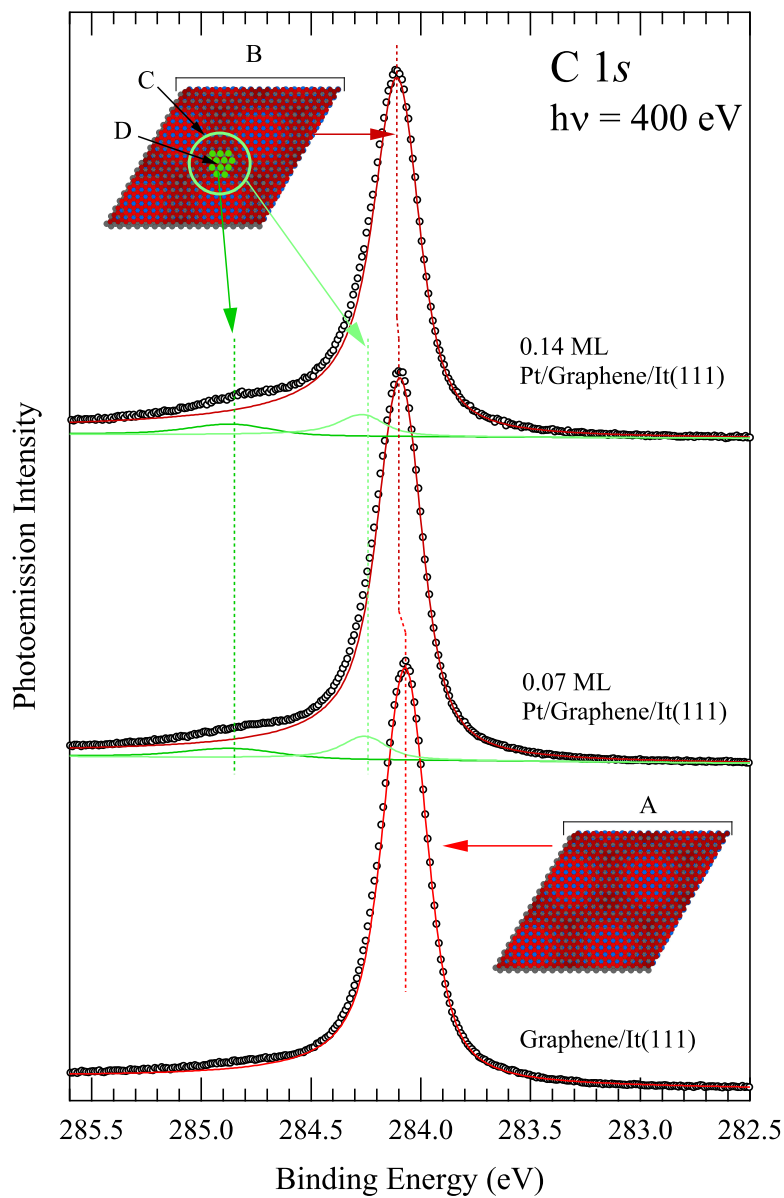 B
C
D
C 1s
hν = 400 eV
0.14 ML
Pt/Graphene/It(111)
0.07 ML
Pt/Graphene/It(111)
A
Graphene/It(111)
Photoemission Intensity
285.5 285.0 284.5 284.0 283.5 283.0 282.5
Binding Energy (eV)